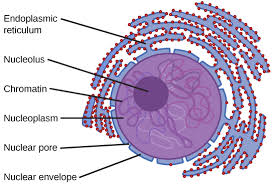 Endoplasmic
reticulum
Nucleolus
Chromatin
Nucleoplasm
Nuclear pore
Nuclear envelope